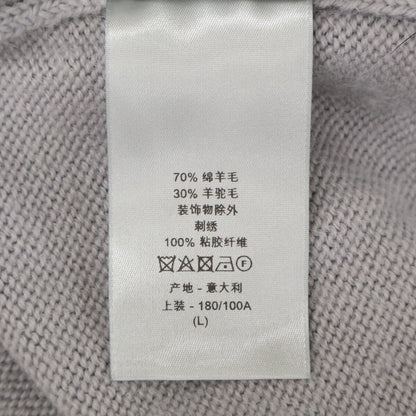 70% 绵羊毛
30% 羊驼毛
装饰物除外
刺绣
100% 粘胶纤维
F
产地 - 意大利
上装 - 180/100A
(L)